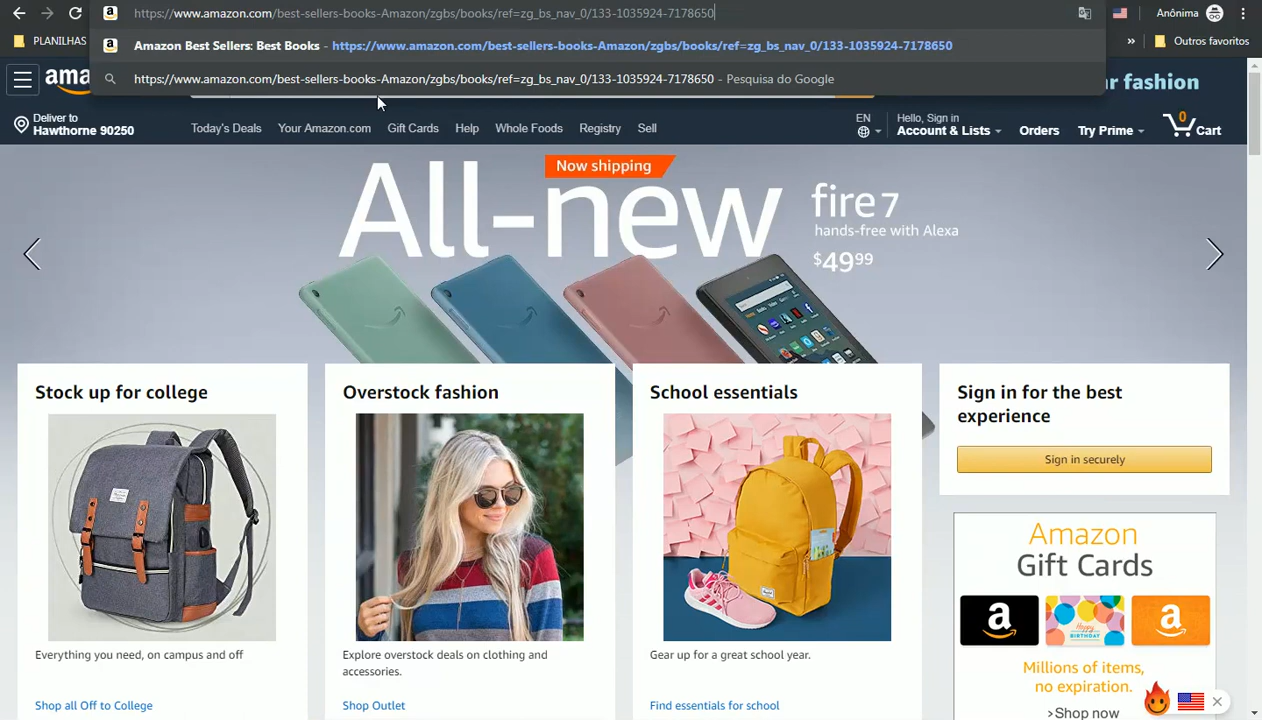 https://www.amazon.com/best-sellers-books-Amazon/zgbs/books/ref=zg_bs_nav_0/133-1035924-7178650
Anônima
PLANILHAS
Amazon Best Sellers: Best Books - https://www.amazon.com/best-sellers-books-Amazon/zgbs/books/ref=zg_bs_nav_0/133-1035924-7178650
» Outros favoritos
https://www.amazon.com/best-sellers-books-Amazon/zgbs/books/ref=zg_bs_nav_0/133-1035924-7178650 - Pesquisa do Google
ama
r fashion
Deliver to
Hawthorne 90250
Today's Deals Your Amazon.com Gift Cards Help Whole Foods Registry Sell
EN
Hello, Sign in
Account & Lists Orders Try Prime 0 Cart
Now shipping
All-new
fire 7
hands-free with Alexa
$4999
Stock up for college
Overstock fashion
School essentials
Sign in for the best
experience
Sign in securely
Amazon
Gift Cards
a
HAPPY
BIRTHDAY
a
Everything you need, on campus and off
Explore overstock deals on clothing and
accessories.
Gear up for a great school year.
Millions of items,
no expiration.
Shop all Off to College
Shop Outlet
Find essentials for school
›Shop now